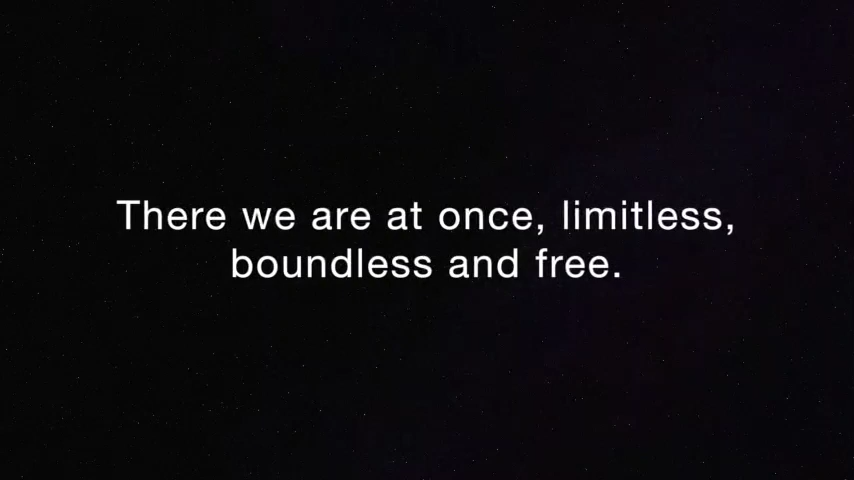 There we are at once, limitless,
boundless and free.